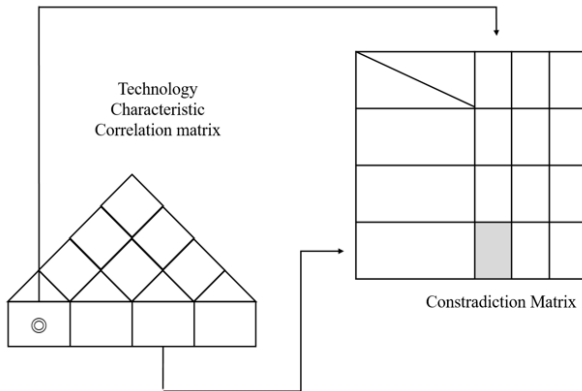 Technology
Characteristic
Correlation matrix
Constradiction Matrix